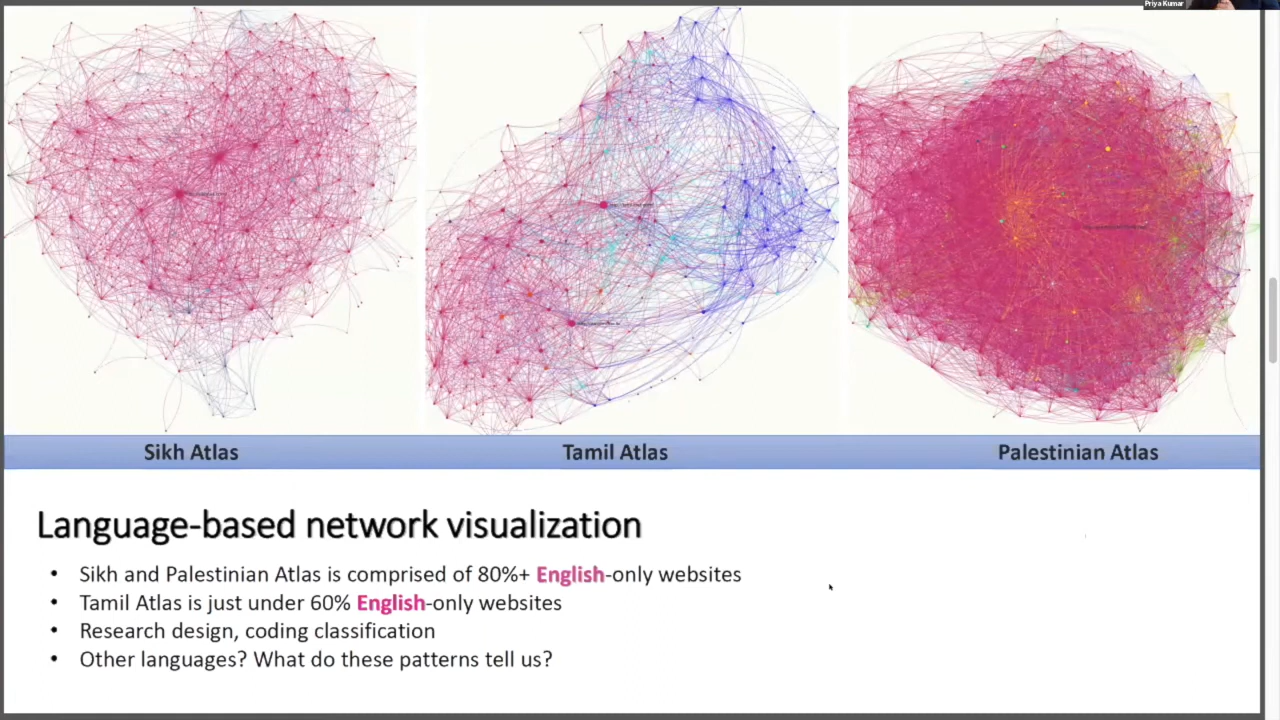 Priya Kumar
Sikh Atlas
Tamil Atlas
Palestinian Atlas
Language-based network visualization
• Sikh and Palestinian Atlas is comprised of 80%+ English-only websites
• Tamil Atlas is just under 60% English-only websites
• Research design, coding classification
• Other languages? What do these patterns tell us?